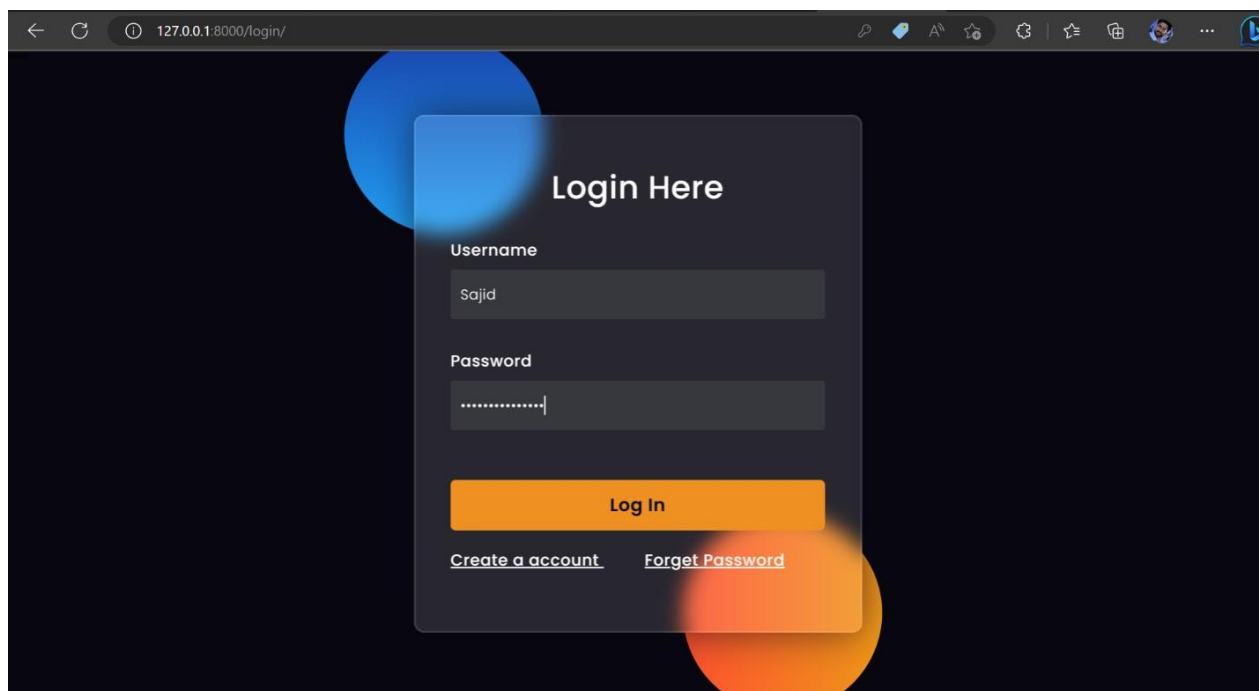 127.0.0.1:8000/login/
Login Here
Username
Sajid
Password
•••••••••••••••
Log In
Create a account Forget Password